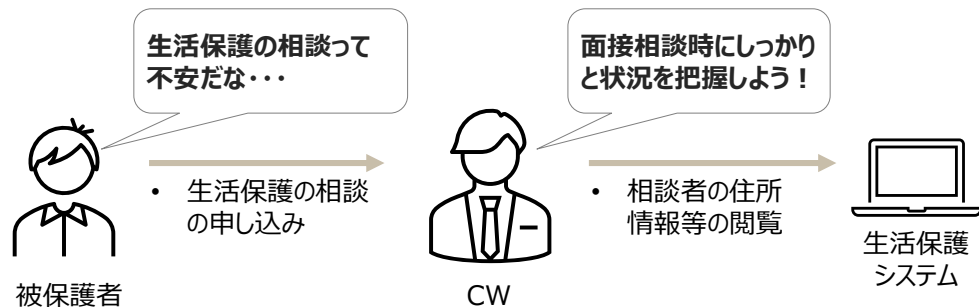 生活保護の相談って
不安だな・・・
面接相談時にしっかり
と状況を把握しよう！
• 生活保護の相談
の申し込み
• 相談者の住所
情報等の閲覧
被保護者
CW
生活保護
システム